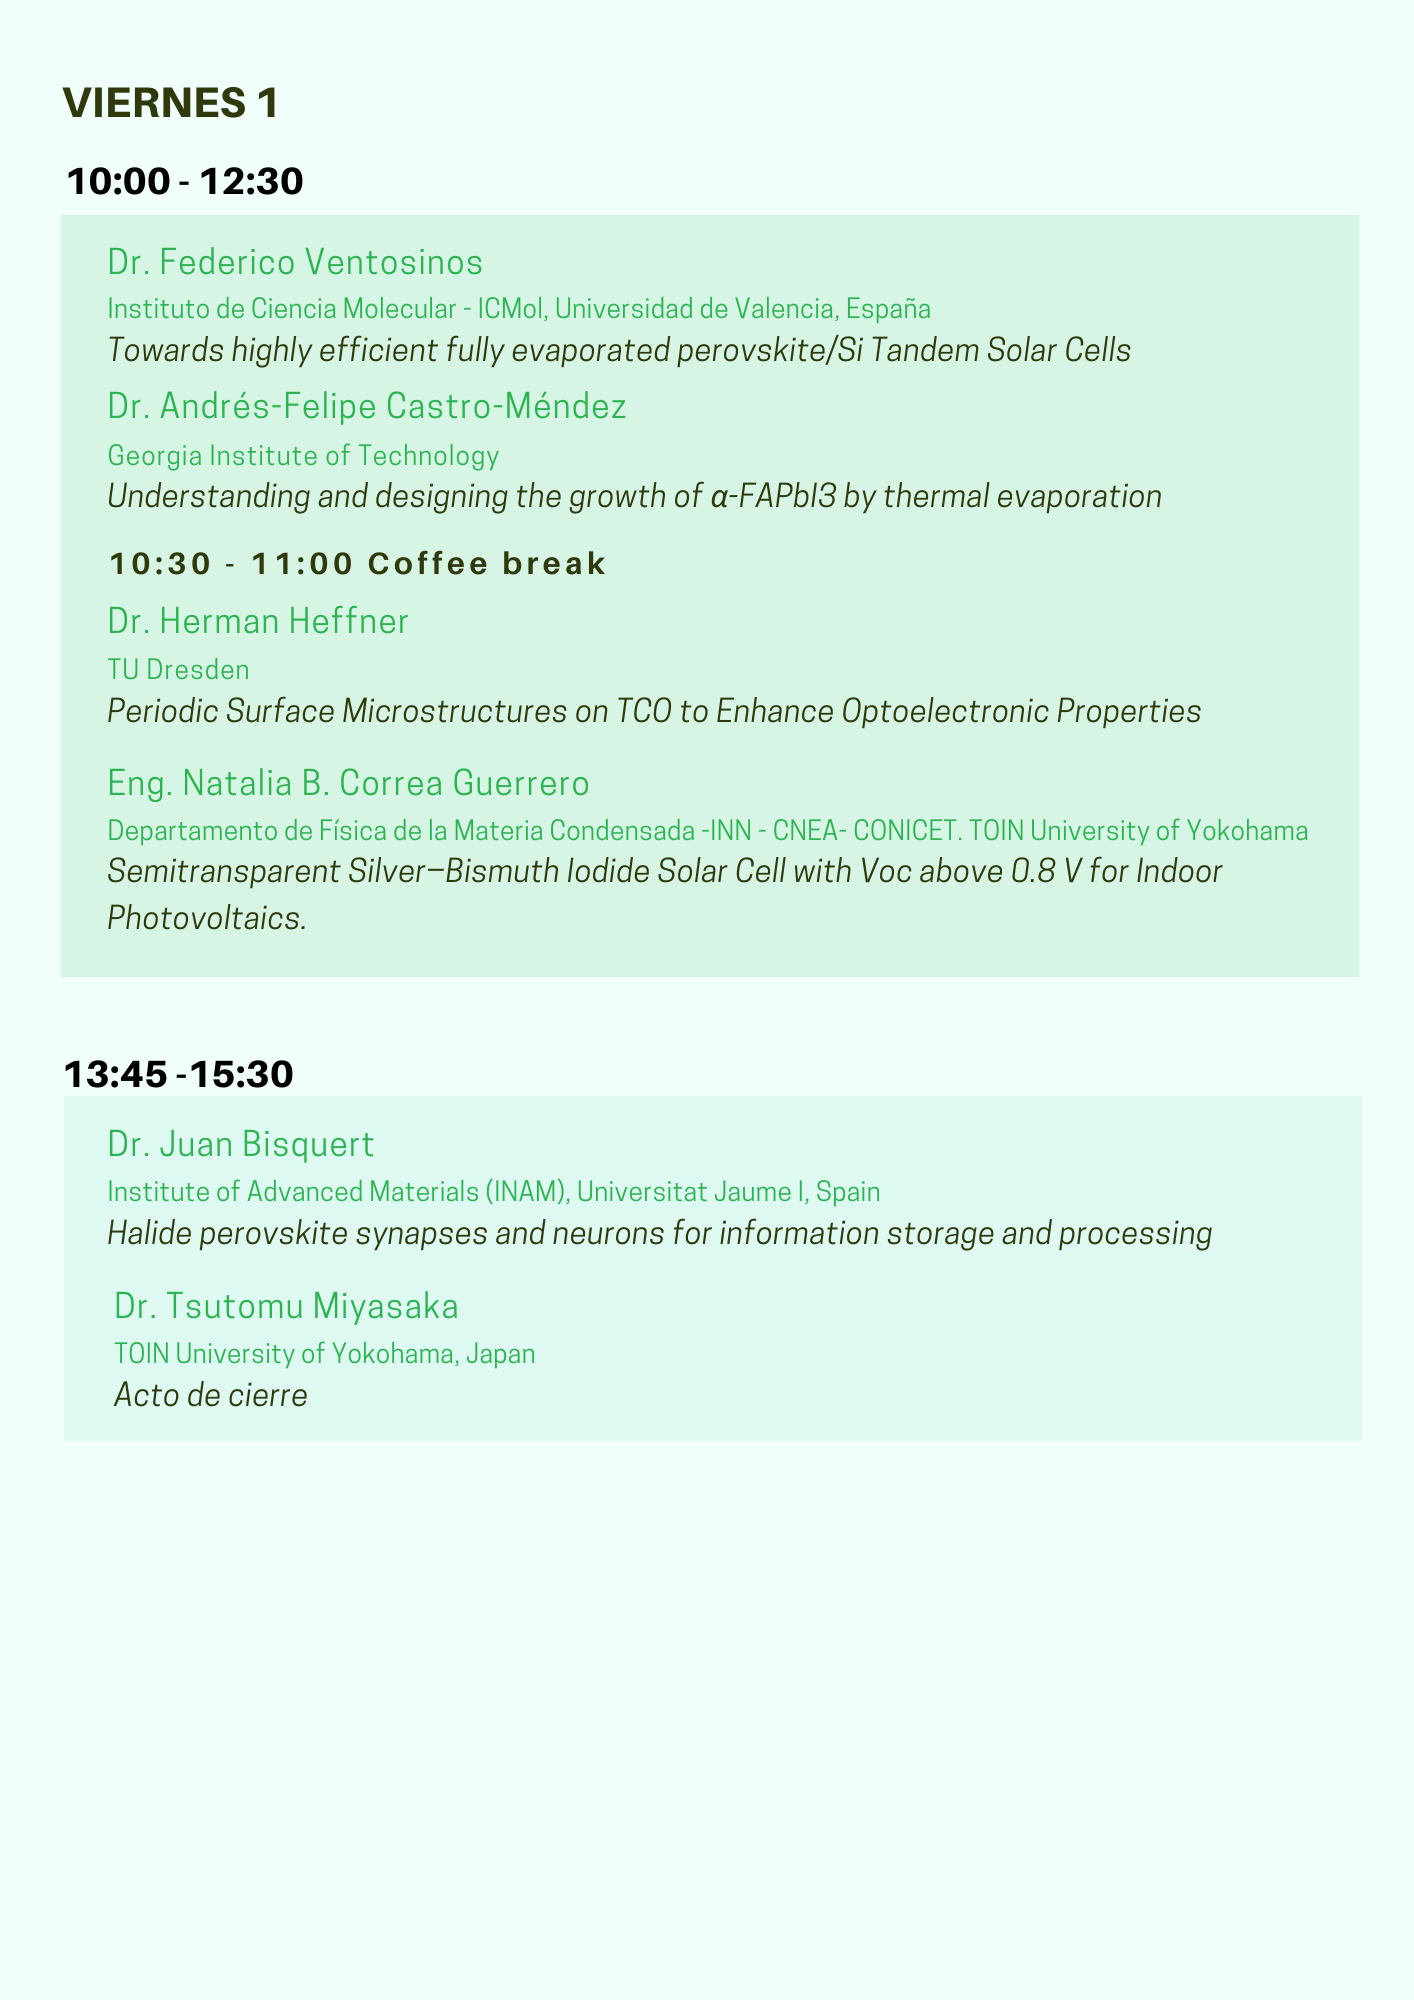 VIERNES 1
10:00 - 12:30
Dr. Federico Ventosinos
Instituto de Ciencia Molecular - ICMol, Universidad de Valencia, España
Towards highly efficient fully evaporated perovskite/Si Tandem Solar Cells
Dr. Andrés-Felipe Castro-Méndez
Georgia Institute of Technology
Understanding and designing the growth of α-FAPbI3 by thermal evaporation
10:30 - 11:00 Coffee break
Dr. Herman Heffner
TU Dresden
Periodic Surface Microstructures on TCO to Enhance Optoelectronic Properties
Eng. Natalia B. Correa Guerrero
Departamento de Física de la Materia Condensada -INN - CNEA- CONICET. TOIN University of Yokohama
Semitransparent Silver–Bismuth Iodide Solar Cell with Voc above 0.8 V for Indoor
Photovoltaics.
13:45 -15:30
Dr. Juan Bisquert
Institute of Advanced Materials (INAM), Universitat Jaume I, Spain
Halide perovskite synapses and neurons for information storage and processing
Dr. Tsutomu Miyasaka
TOIN University of Yokohama, Japan
Acto de cierre